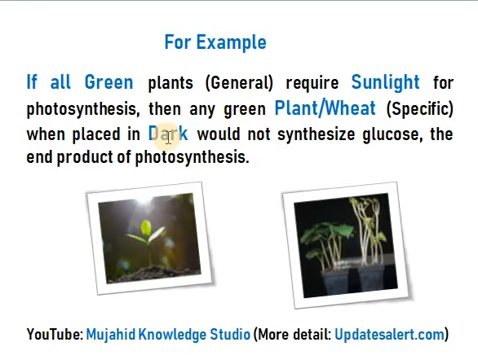 For Example
If all Green plants (General) require Sunlight for
photosynthesis, then any green Plant/Wheat (Specific)
when placed in Dark would not synthesize glucose, the
end product of photosynthesis.
YouTube: Mujahid Knowledge Studio (More detail: Updatesalert.com)